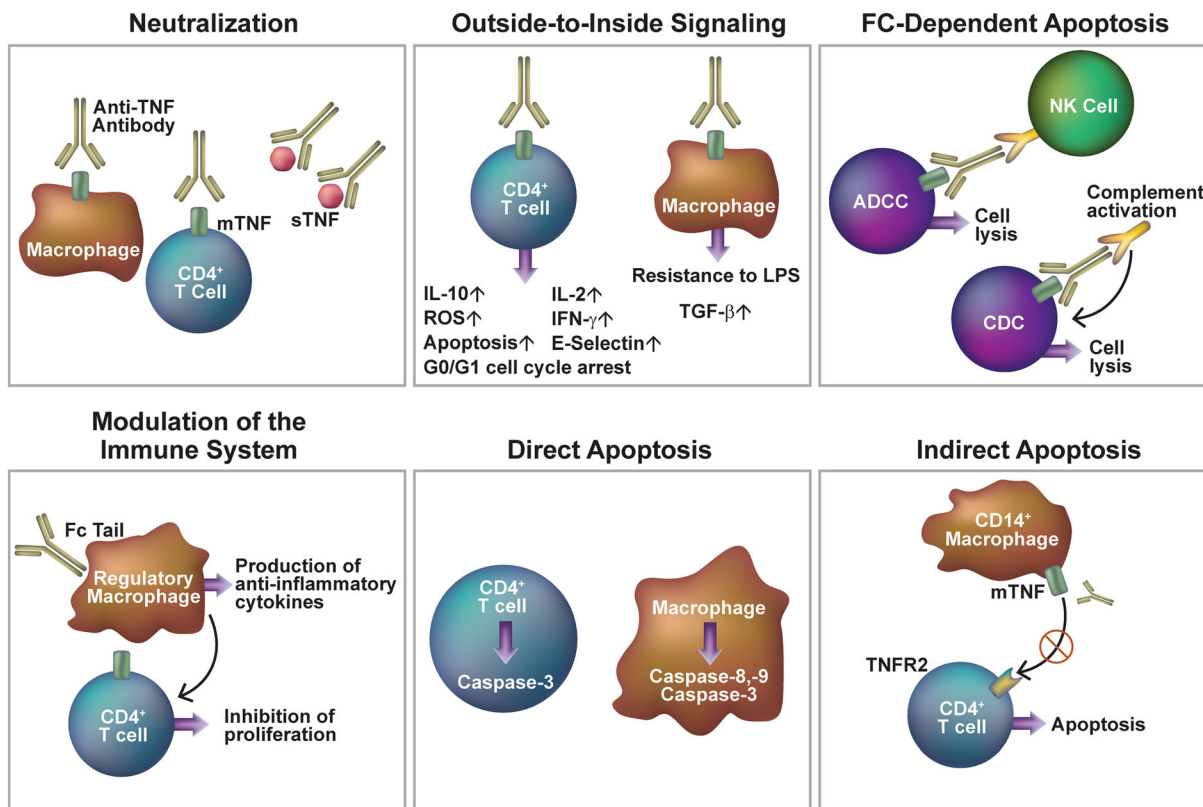 Neutralization
Anti-TNF
Antibody
Macrophage
mTNF
sTNF
CD4⁺
T Cell
Outside-to-Inside Signaling
CD4⁺
T cell
Macrophage
IL-10↑
IL-2↑
ROS↑
IFN-γ↑
Apoptosis↑
E-Selectin↑
G0/G1 cell cycle arrest
Resistance to LPS
TGF-β↑
FC-Dependent Apoptosis
NK Cell
ADCC
Cell
lysis
Complement
activation
CDC
Cell
lysis
Modulation of the
Immune System
Fc Tail
Regulatory
Macrophage
Production of
anti-inflammatory
cytokines
CD4⁺
T cell
Inhibition of
proliferation
Direct Apoptosis
CD4⁺
T cell
Caspase-3
Macrophage
Caspase-8,-9
Caspase-3
Indirect Apoptosis
CD14⁺
Macrophage
mTNF
TNFR2
CD4⁺
T cell
Apoptosis